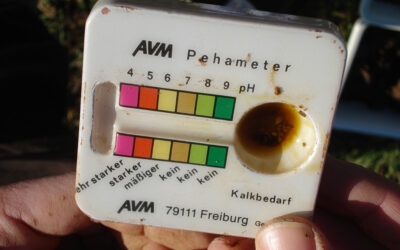 AVM Pehameter
4 5 6 7 8 9 pH
starker mäßiger kein kein kein
starker
Kalkbedarf
AVM 79111 Freiburg